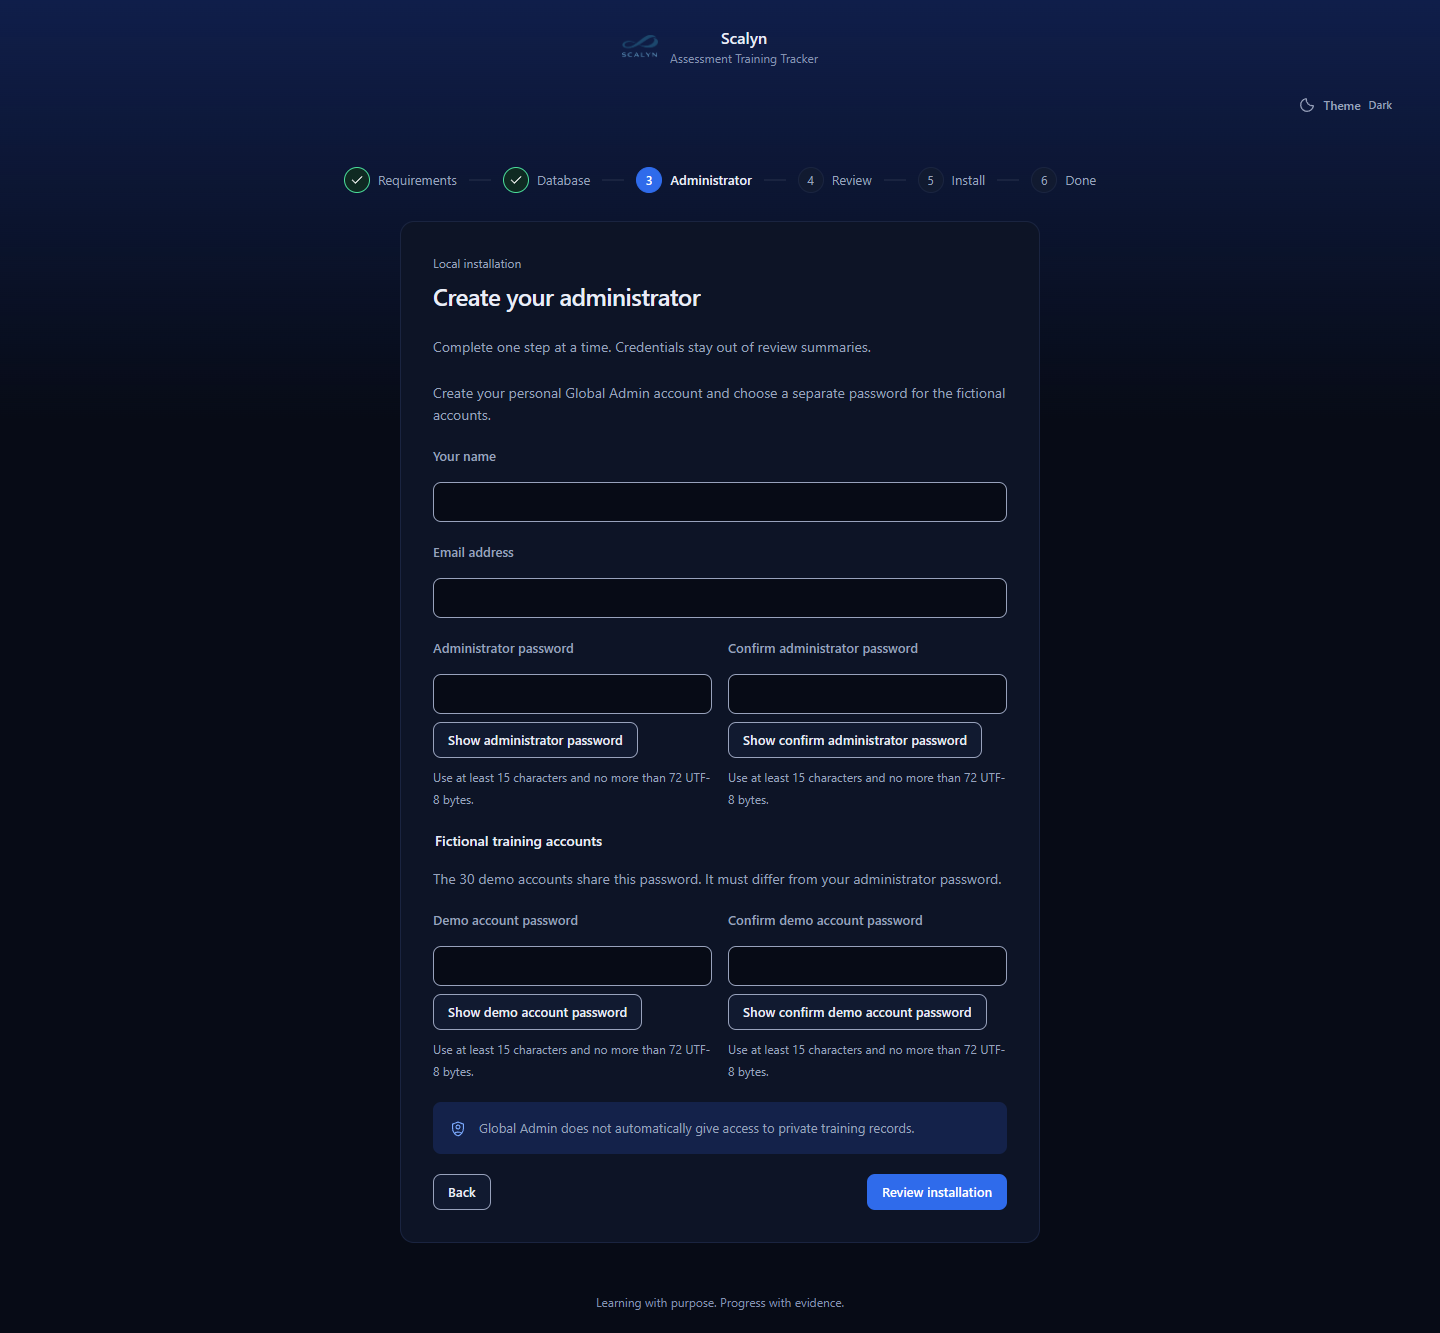 SCALYN
Scalyn
Assessment Training Tracker
Theme Dark
Requirements
Database
3 Administrator
4 Review
5 Install
6 Done
Local installation
Create your administrator
Complete one step at a time. Credentials stay out of review summaries.
Create your personal Global Admin account and choose a separate password for the fictional
accounts.
Your name
Email address
Administrator password
Confirm administrator password
Show administrator password
Show confirm administrator password
Use at least 15 characters and no more than 72 UTF-
8 bytes.
Use at least 15 characters and no more than 72 UTF-
8 bytes.
Fictional training accounts
The 30 demo accounts share this password. It must differ from your administrator password.
Demo account password
Confirm demo account password
Show demo account password
Show confirm demo account password
Use at least 15 characters and no more than 72 UTF-
8 bytes.
Use at least 15 characters and no more than 72 UTF-
8 bytes.
Global Admin does not automatically give access to private training records.
Back
Review installation
Learning with purpose. Progress with evidence.